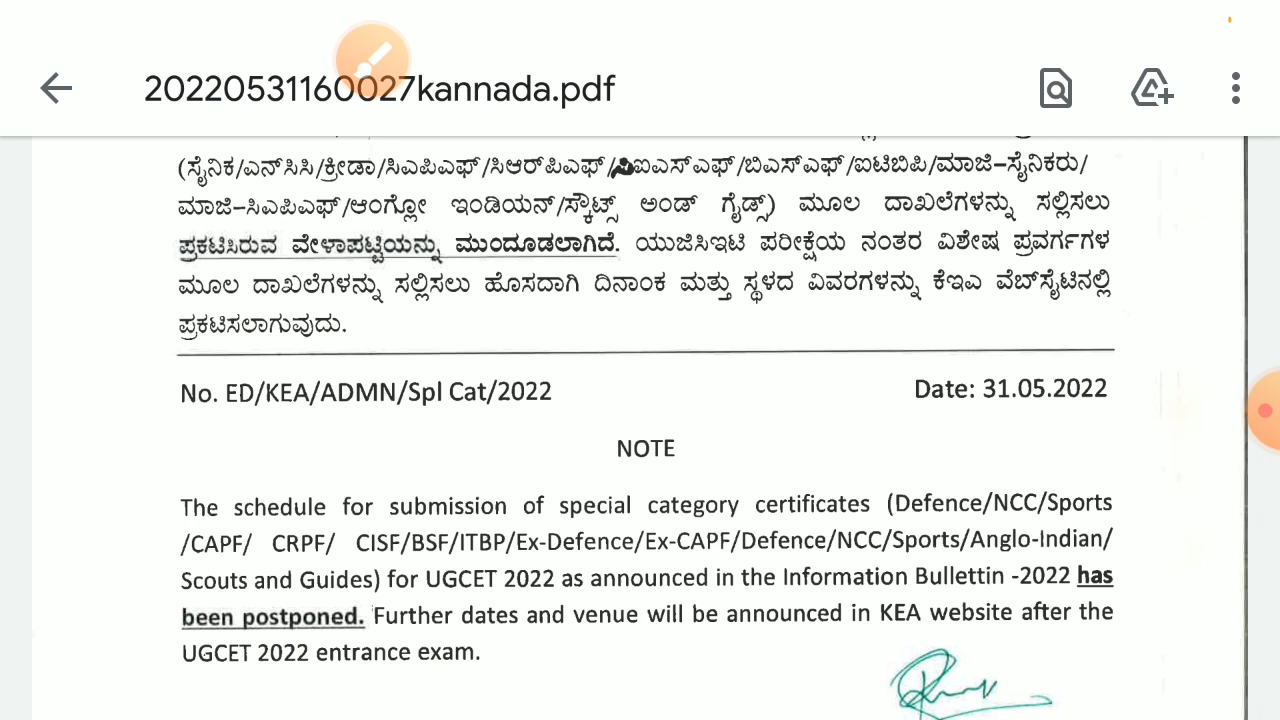 20220531160027kannada.pdf
(ಸೈನಿಕ/ಎನ್‌ಸಿಸಿ/ಕ್ರೀಡಾ/ಸಿಎಪಿಎಫ್/ಸಿಆರ್‌ಪಿಎಫ್/ಸಿಐಎಸ್‌ಎಫ್/ಬಿಎಸ್‌ಎಫ್/ಐಟಿಬಿಪಿ/ಮಾಜಿ-ಸೈನಿಕರು/
ಮಾಜಿ-ಸಿಎಪಿಎಫ್/ಆಂಗ್ಲೋ ಇಂಡಿಯನ್/ಸ್ಕೌಟ್ಸ್ ಅಂಡ್ ಗೈಡ್ಸ್) ಮೂಲ ದಾಖಲೆಗಳನ್ನು ಸಲ್ಲಿಸಲು
ಪ್ರಕಟಿಸಿರುವ ವೇಳಾಪಟ್ಟಿಯನ್ನು ಮುಂದೂಡಲಾಗಿದೆ. ಯುಜಿಸಿಇಟಿ ಪರೀಕ್ಷೆಯ ನಂತರ ವಿಶೇಷ ಪ್ರವರ್ಗಗಳ
ಮೂಲ ದಾಖಲೆಗಳನ್ನು ಸಲ್ಲಿಸಲು ಹೊಸದಾಗಿ ದಿನಾಂಕ ಮತ್ತು ಸ್ಥಳದ ವಿವರಗಳನ್ನು ಕೆಇಎ ವೆಬ್‌ಸೈಟಿನಲ್ಲಿ
ಪ್ರಕಟಿಸಲಾಗುವುದು.
No. ED/KEA/ADMN/Spl Cat/2022 Date: 31.05.2022
NOTE
The schedule for submission of special category certificates (Defence/NCC/Sports
/CAPF/ CRPF/ CISF/BSF/ITBP/Ex-Defence/Ex-CAPF/Defence/NCC/Sports/Anglo-Indian/
Scouts and Guides) for UGCET 2022 as announced in the Information Bullettin -2022 has
been postponed. Further dates and venue will be announced in KEA website after the
UGCET 2022 entrance exam.